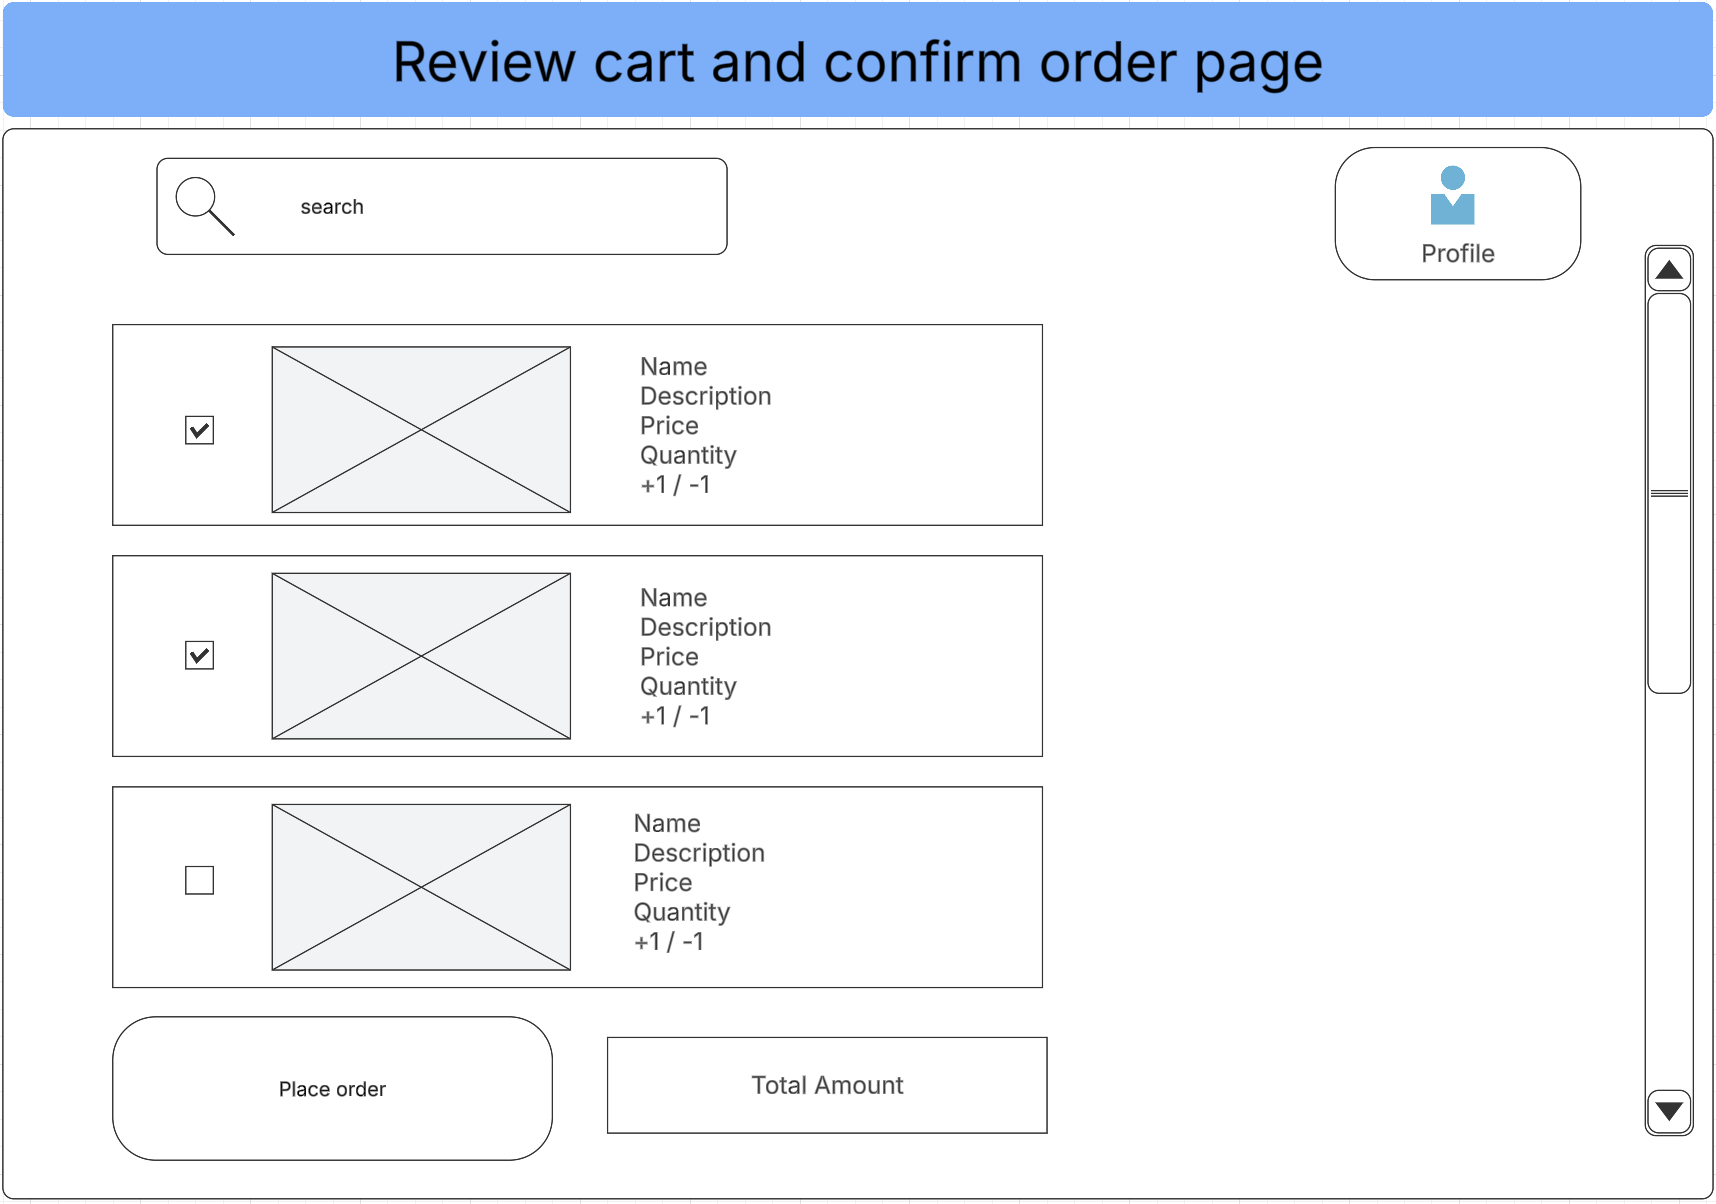 Review cart and confirm order page
search
Profile
Name
Description
Price
Quantity
+1 / -1
Name
Description
Price
Quantity
+1 / -1
Name
Description
Price
Quantity
+1 / -1
Place order
Total Amount